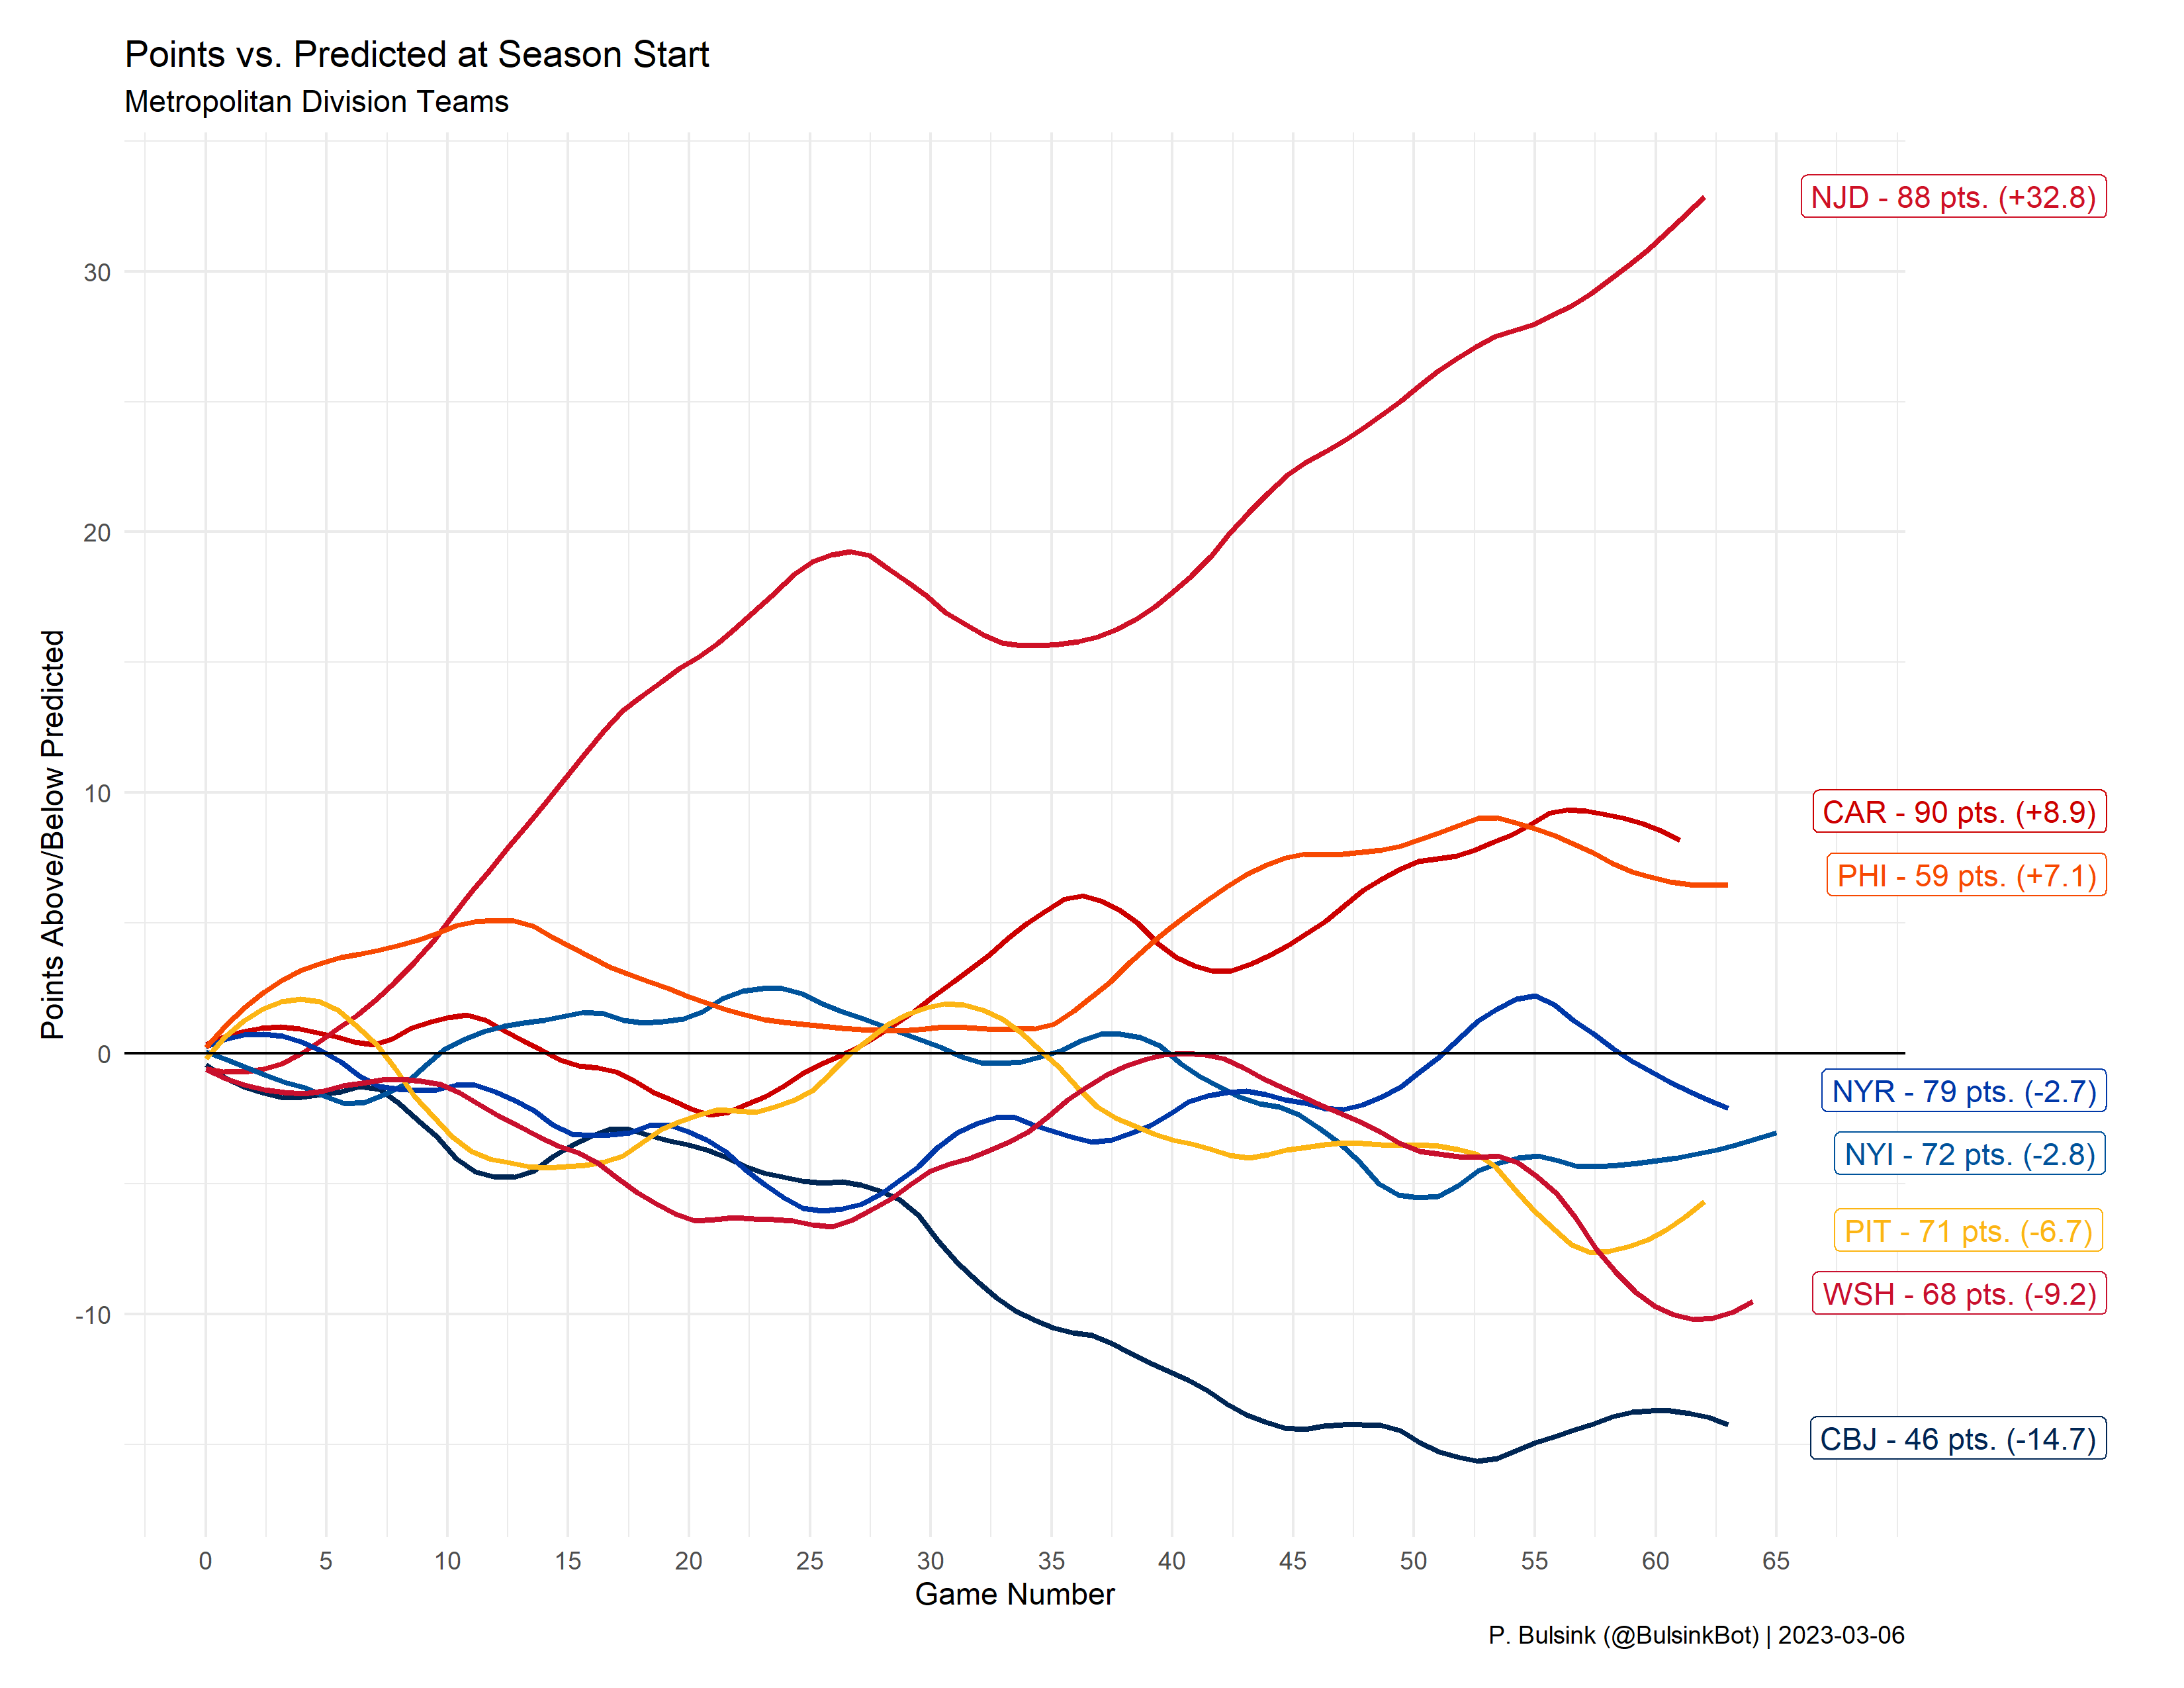 Points vs. Predicted at Season Start
Metropolitan Division Teams
Points Above/Below Predicted
30
20
10
0
-10
NJD - 88 pts. (+32.8)
CAR - 90 pts. (+8.9)
PHI - 59 pts. (+7.1)
NYR - 79 pts. (-2.7)
NYI - 72 pts. (-2.8)
PIT - 71 pts. (-6.7)
WSH - 68 pts. (-9.2)
CBJ - 46 pts. (-14.7)
0 5 10 15 20 25 30 35 40 45 50 55 60 65
Game Number
P. Bulsink (@BulsinkBot) | 2023-03-06